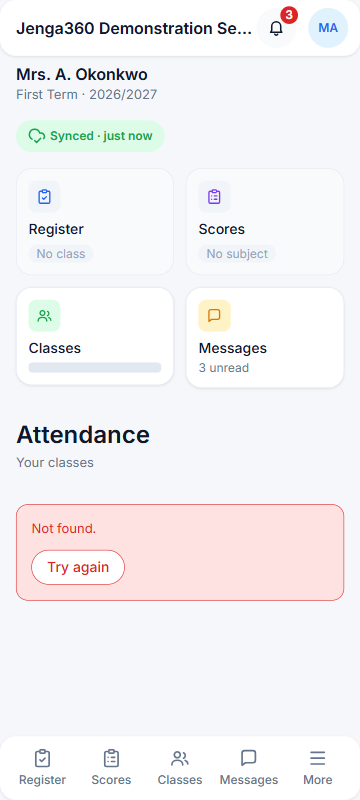 Jenga360 Demonstration Se...
3
MA
Mrs. A. Okonkwo
First Term · 2026/2027
Synced · just now
Register
No class
Scores
No subject
Classes
Messages
3 unread
Attendance
Your classes
Not found.
Try again
Register
Scores
Classes
Messages
More